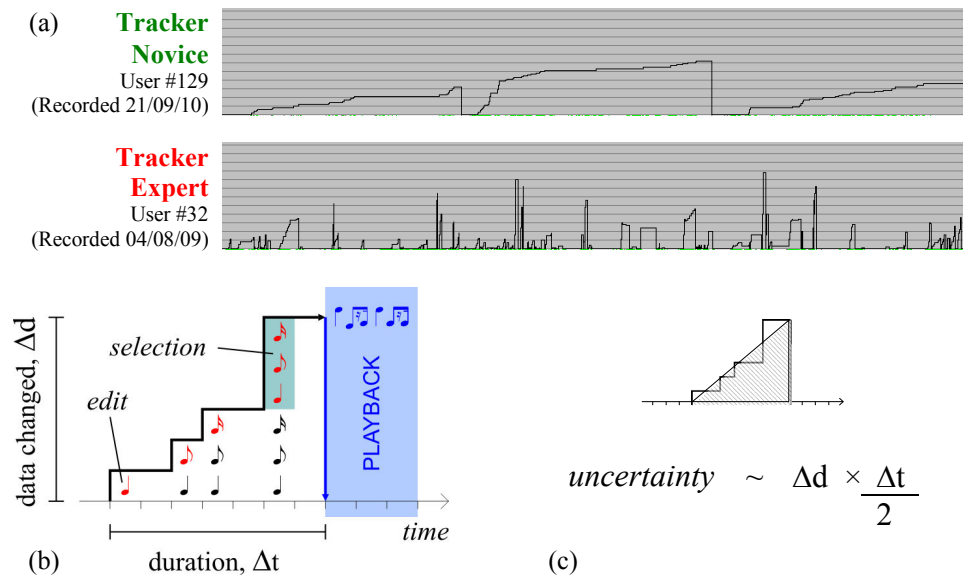 (a)
Tracker
Novice
User #129
(Recorded 21/09/10)
Tracker
Expert
User #32
(Recorded 04/08/09)
data changed, Δd
selection
edit
PLAYBACK
time
duration, Δt
(b)
uncertainty ~ Δd × Δt
2
(c)